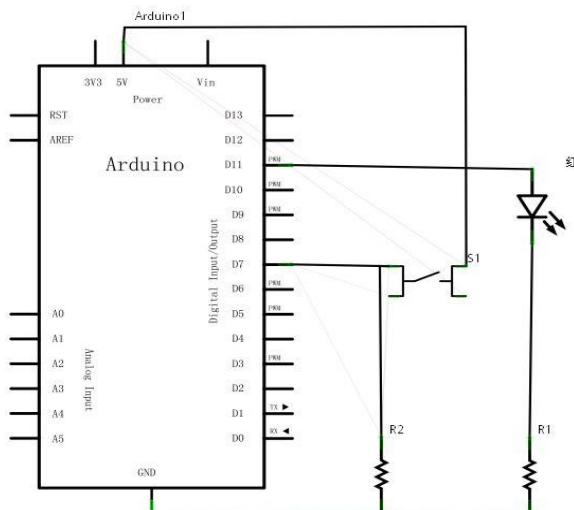 Arduino1
3V3
5V
Vin
Power
RST
AREF
Arduino
D13
D12
D11
PWM
D10
PWM
D9
PWM
D8
D7
D6
PWM
D5
PWM
D4
D3
PWM
D2
D1
TX
D0
RX
Digital Input/Output
A0
A1
A2
A3
A4
A5
Analog Input
GND
S1
R2
R1
红